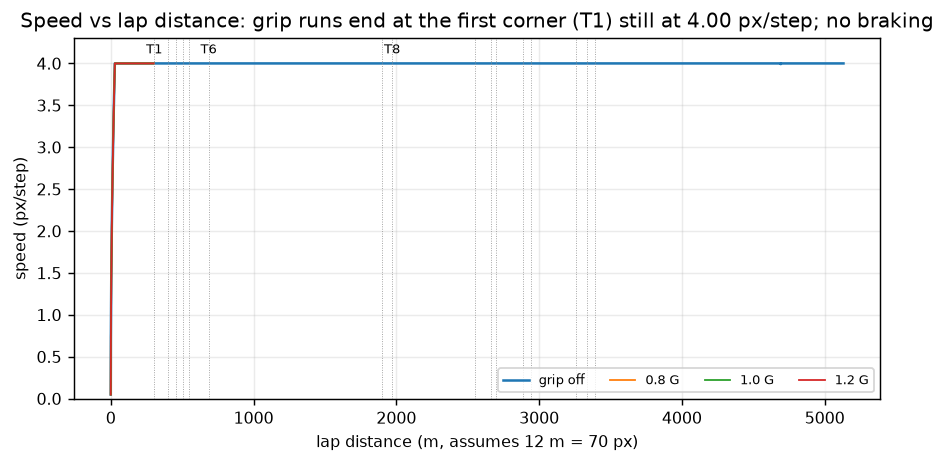 Speed vs lap distance: grip runs end at the first corner (T1) still at 4.00 px/step; no braking
T1
T6
T8
speed (px/step)
4.0
3.5
3.0
2.5
2.0
1.5
1.0
0.5
0.0
grip off
0.8 G
1.0 G
1.2 G
0
1000
2000
3000
4000
5000
lap distance (m, assumes 12 m = 70 px)